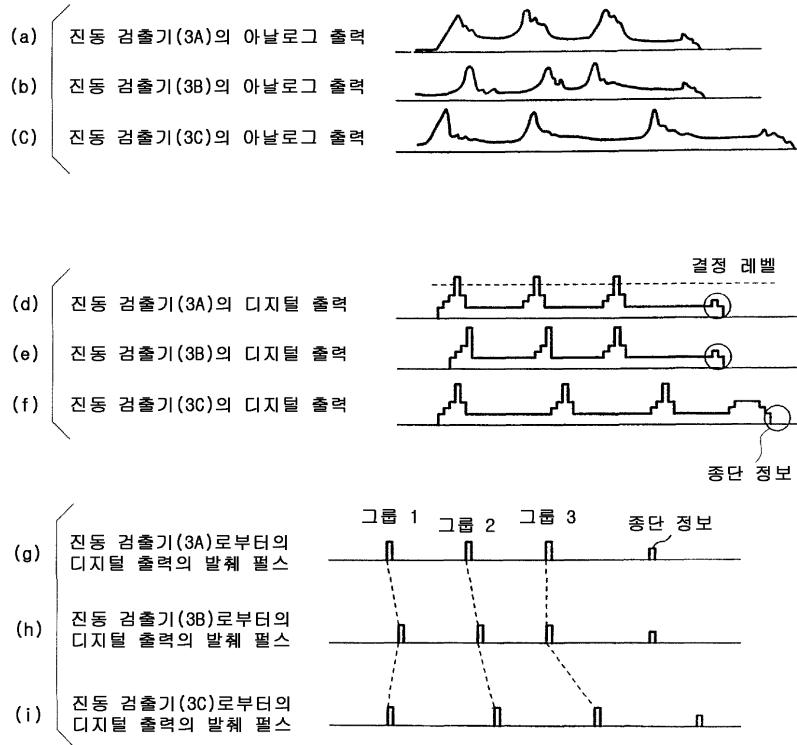 (a) 진동 검출기(3A)의 아날로그 출력
(b) 진동 검출기(3B)의 아날로그 출력
(C) 진동 검출기(3C)의 아날로그 출력
결정 레벨
(d) 진동 검출기(3A)의 디지털 출력
(e) 진동 검출기(3B)의 디지털 출력
(f) 진동 검출기(3C)의 디지털 출력
종단 정보
그룹 1 그룹 2 그룹 3 종단 정보
(g) 진동 검출기(3A)로부터의
디지털 출력의 발췌 펄스
(h) 진동 검출기(3B)로부터의
디지털 출력의 발췌 펄스
(i) 진동 검출기(3C)로부터의
디지털 출력의 발췌 펄스